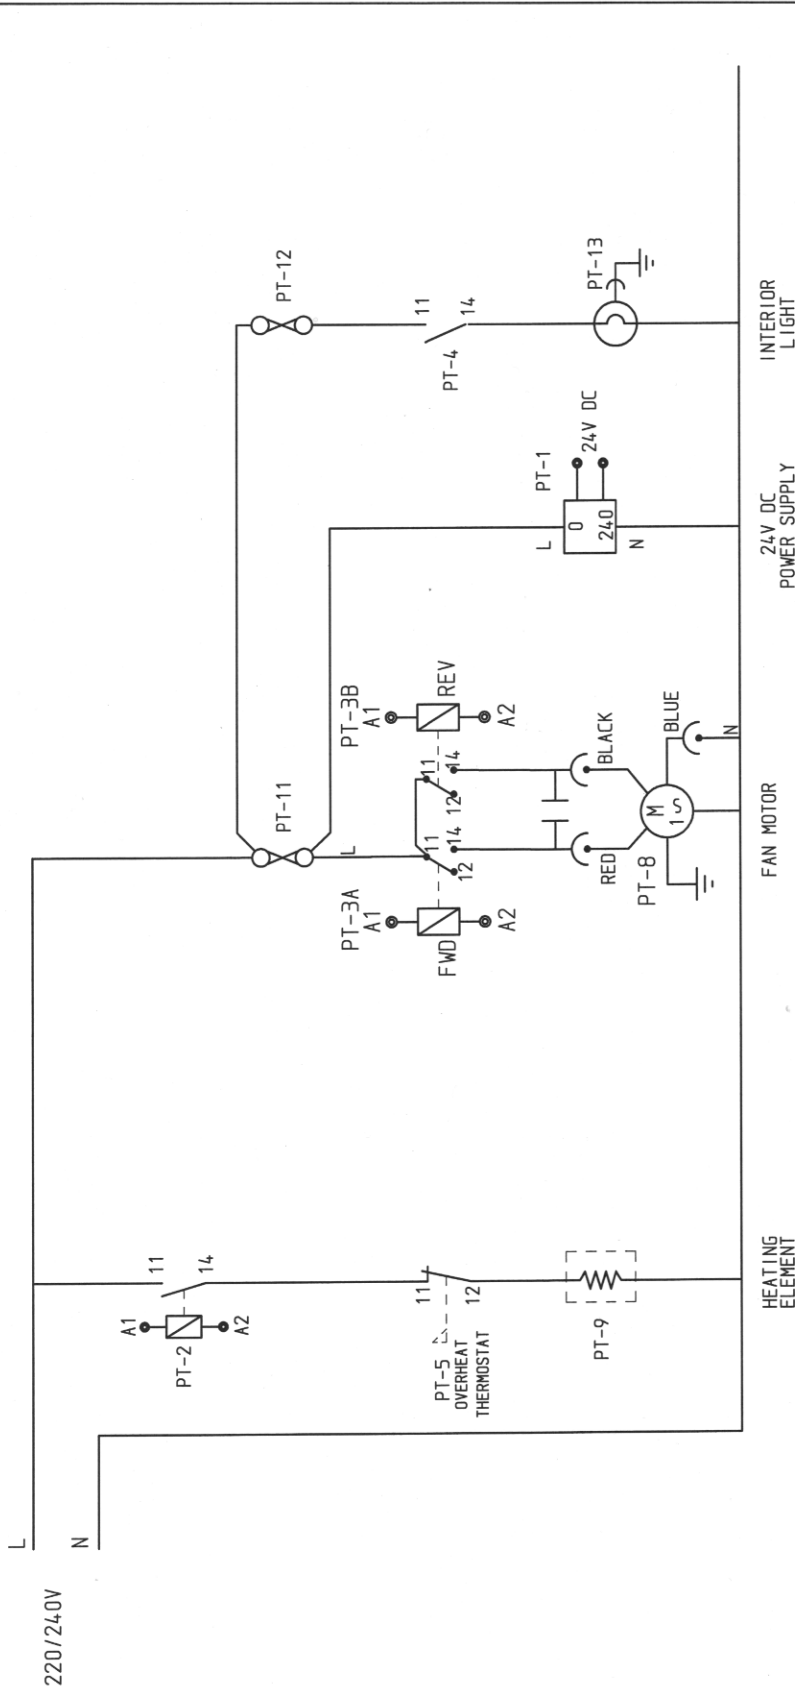 220/240V
L
N
A1
A2
PT-2
11
14
PT-5
OVERHEAT
THERMOSTAT
11
12
PT-9
HEATING
ELEMENT
PT-11
L
PT-3A
A1
A2
FWD
11
12
14
PT-3B
A1
A2
REV
11
12
14
RED
BLACK
BLUE
N
M
1
S
PT-8
FAN MOTOR
L
N
0
240
PT-1
24V DC
24V DC
POWER SUPPLY
PT-12
11
14
PT-4
PT-13
INTERIOR
LIGHT